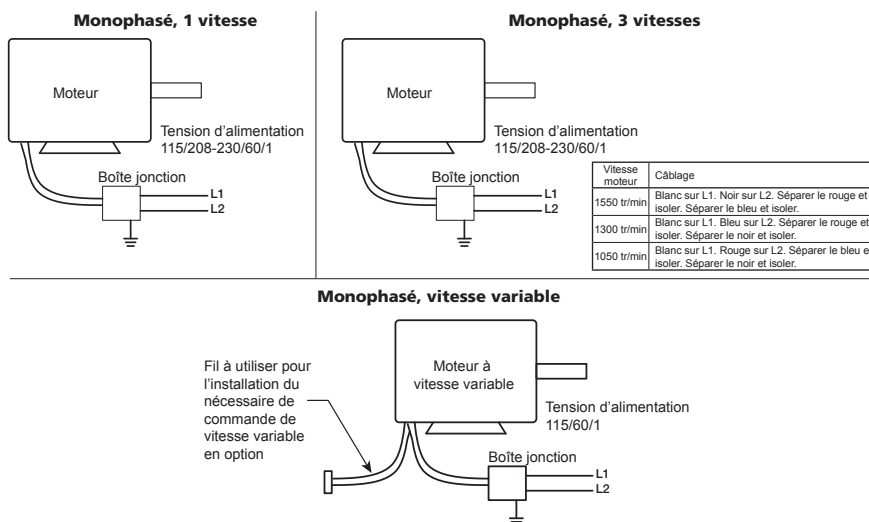 Monophasé, 1 vitesse
Moteur
Tension d'alimentation
115/208-230/60/1
Boîte jonction
L1
L2
Monophasé, 3 vitesses
Moteur
Tension d'alimentation
115/208-230/60/1
Boîte jonction
L1
L2
Vitesse
moteur
Câblage
1550 tr/min
Blanc sur L1. Noir sur L2. Séparer le rouge et
isoler. Séparer le bleu et isoler.
1300 tr/min
Blanc sur L1. Bleu sur L2. Séparer le rouge et
isoler. Séparer le noir et isoler.
1050 tr/min
Blanc sur L1. Rouge sur L2. Séparer le bleu e
isoler. Séparer le noir et isoler.
Monophasé, vitesse variable
Fil à utiliser pour
l'installation du
nécessaire de
commande de
vitesse variable
en option
Moteur à
vitesse variable
Tension d'alimentation
115/60/1
Boîte jonction
L1
L2